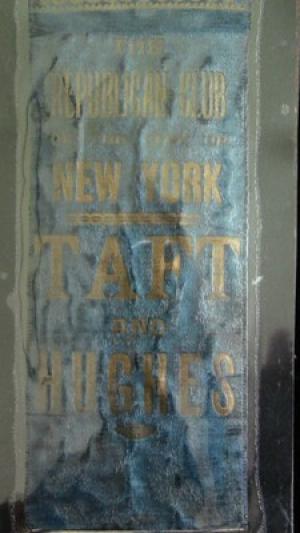 THE
REPUBLICAN CLUB
NEW YORK
TAFT
AND
HUGHES